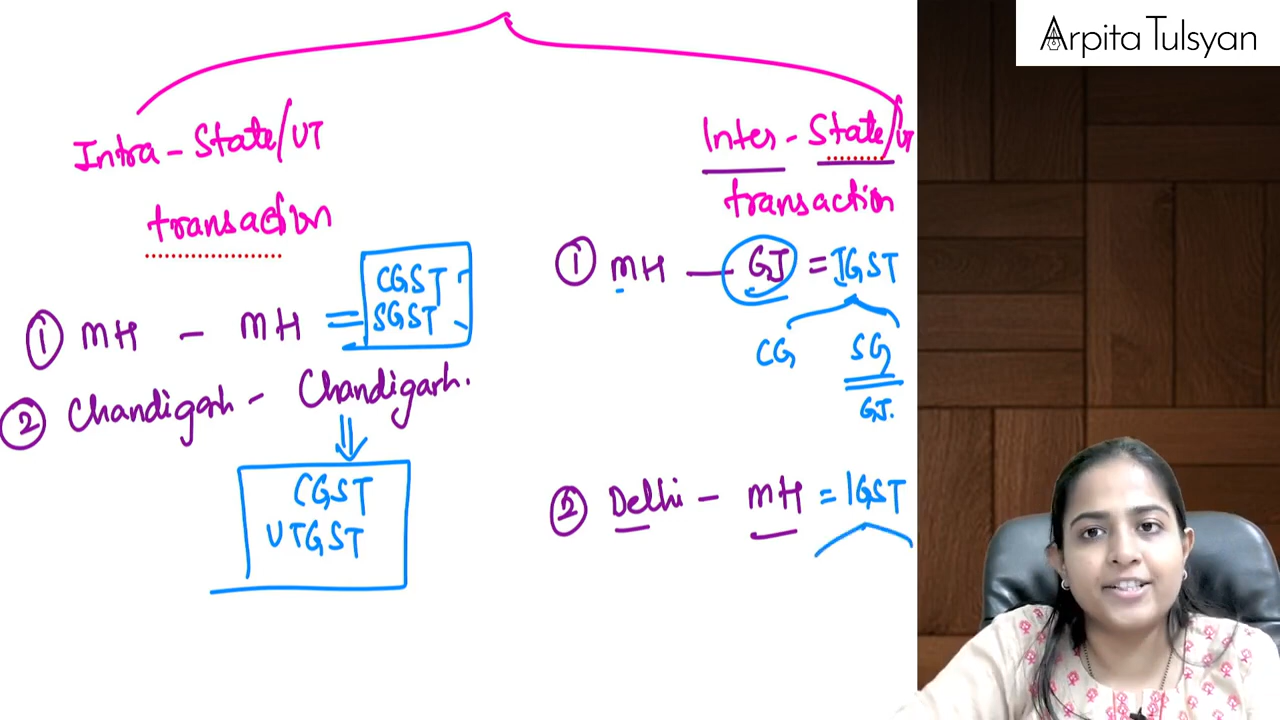 Arpita Tulsyan
Intra - State/UT
transaction
① MH - MH = CGST
SGST
② Chandigarh - Chandigarh.
⇓
CGST
UTGST
Inter - State/UT
transaction
① MH — GJ = IGST
CG SG
GJ.
② Delhi - MH = IGST